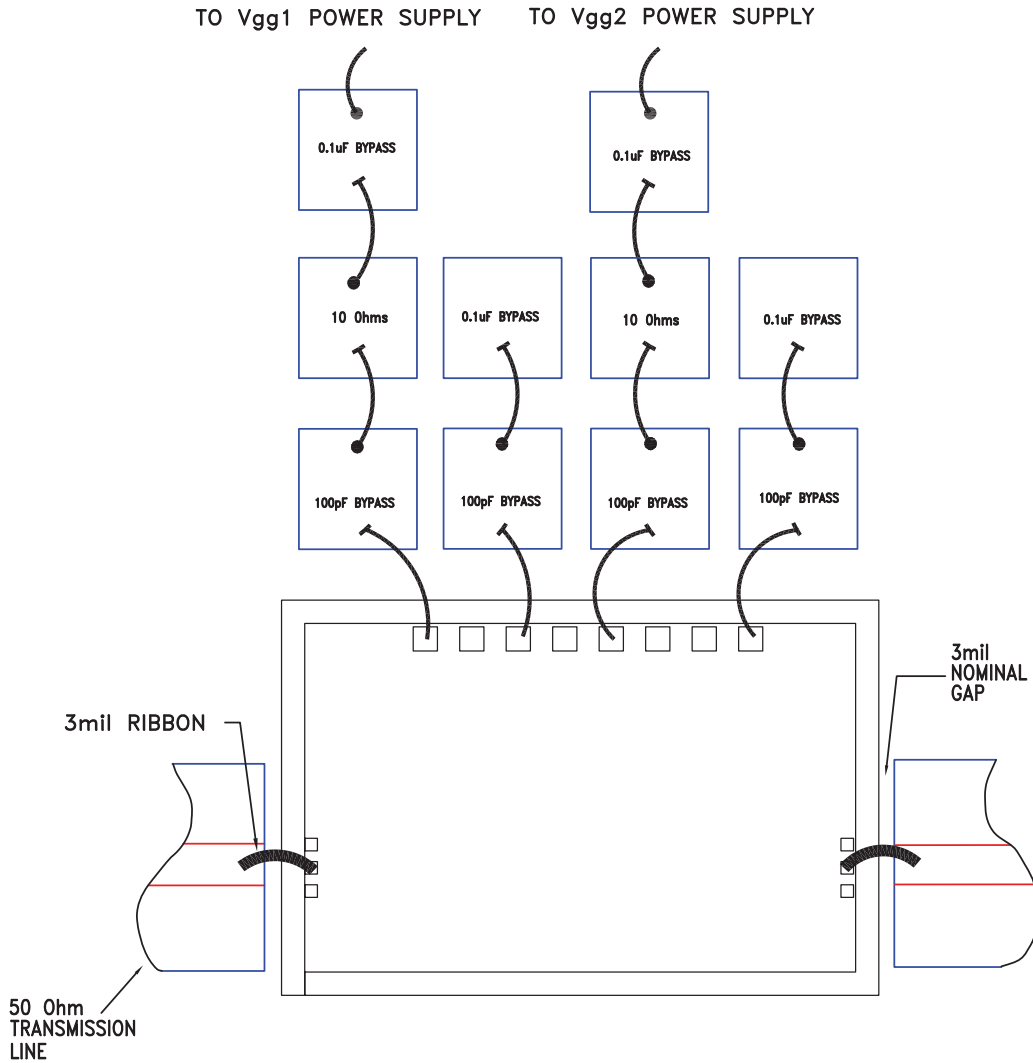 TO Vgg1 POWER SUPPLY
TO Vgg2 POWER SUPPLY
0.1uF BYPASS
0.1uF BYPASS
10 Ohms
0.1uF BYPASS
10 Ohms
0.1uF BYPASS
100pF BYPASS
100pF BYPASS
100pF BYPASS
100pF BYPASS
3mil
NOMINAL
GAP
3mil RIBBON
50 Ohm
TRANSMISSION
LINE